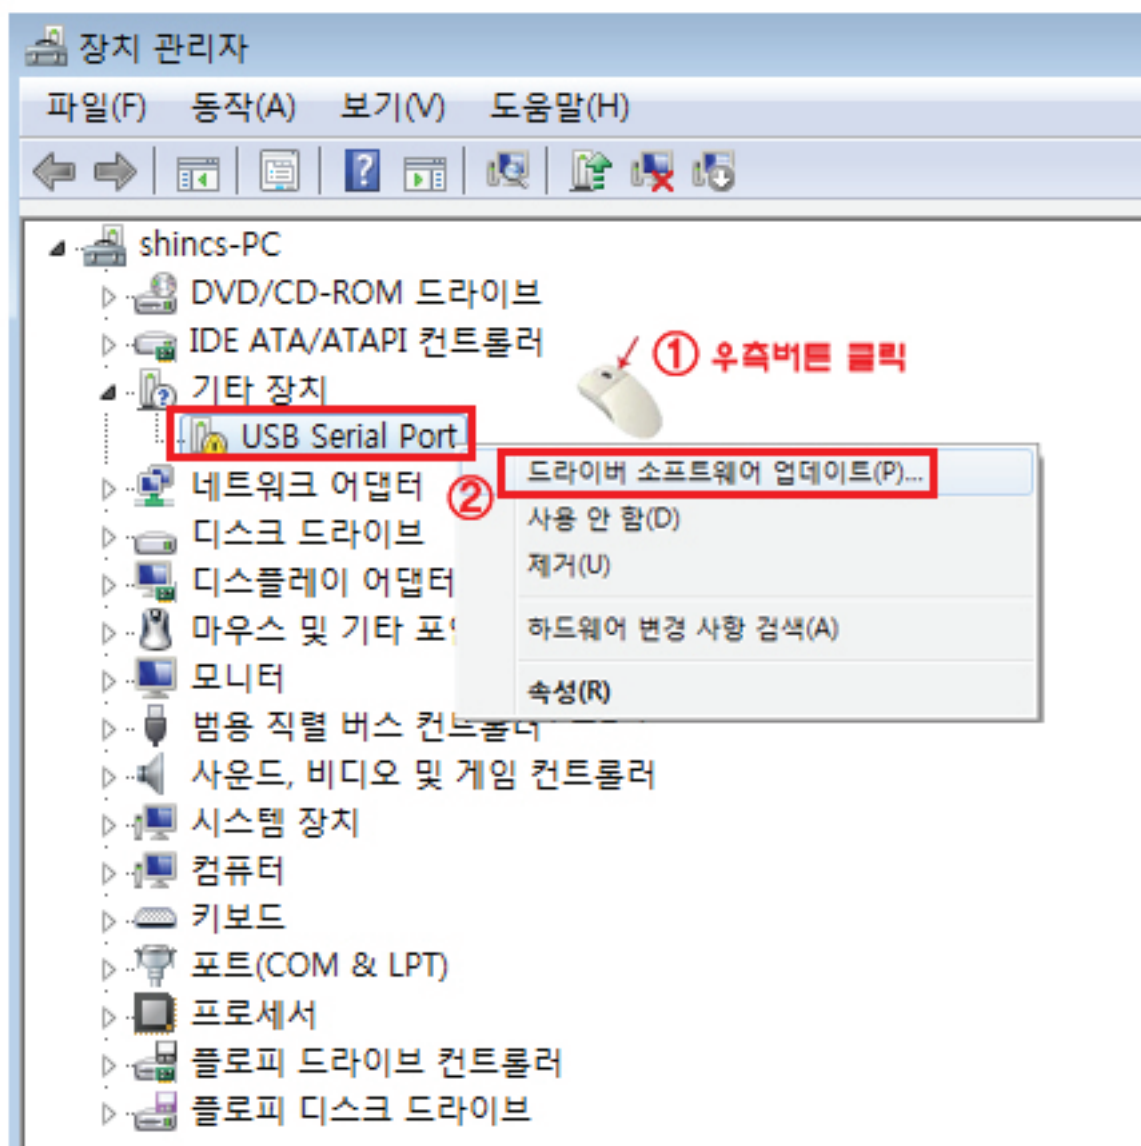 장치 관리자
파일(F) 동작(A) 보기(V) 도움말(H)
shincs-PC
DVD/CD-ROM 드라이브
IDE ATA/ATAPI 컨트롤러
① 우측버튼 클릭
기타 장치
USB Serial Port
②
드라이버 소프트웨어 업데이트(P)...
사용 안 함(D)
제거(U)
하드웨어 변경 사항 검색(A)
속성(R)
네트워크 어댑터
디스크 드라이브
디스플레이 어댑터
마우스 및 기타
모니터
범용 직렬 버스 컨트롤러
사운드, 비디오 및 게임 컨트롤러
시스템 장치
컴퓨터
키보드
포트(COM & LPT)
프로세서
플로피 드라이브 컨트롤러
플로피 디스크 드라이브